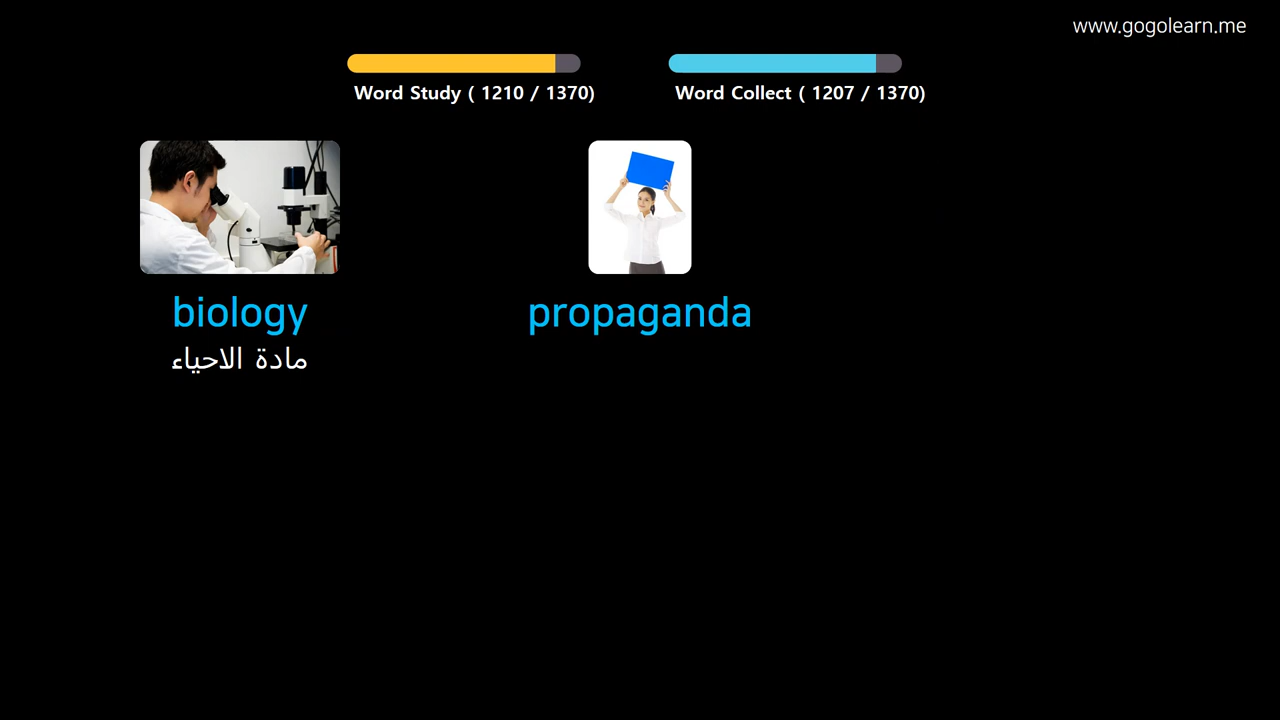 www.gogolearn.me
Word Study ( 1210 / 1370)
Word Collect ( 1207 / 1370)
biology
propaganda
مادة الاحياء